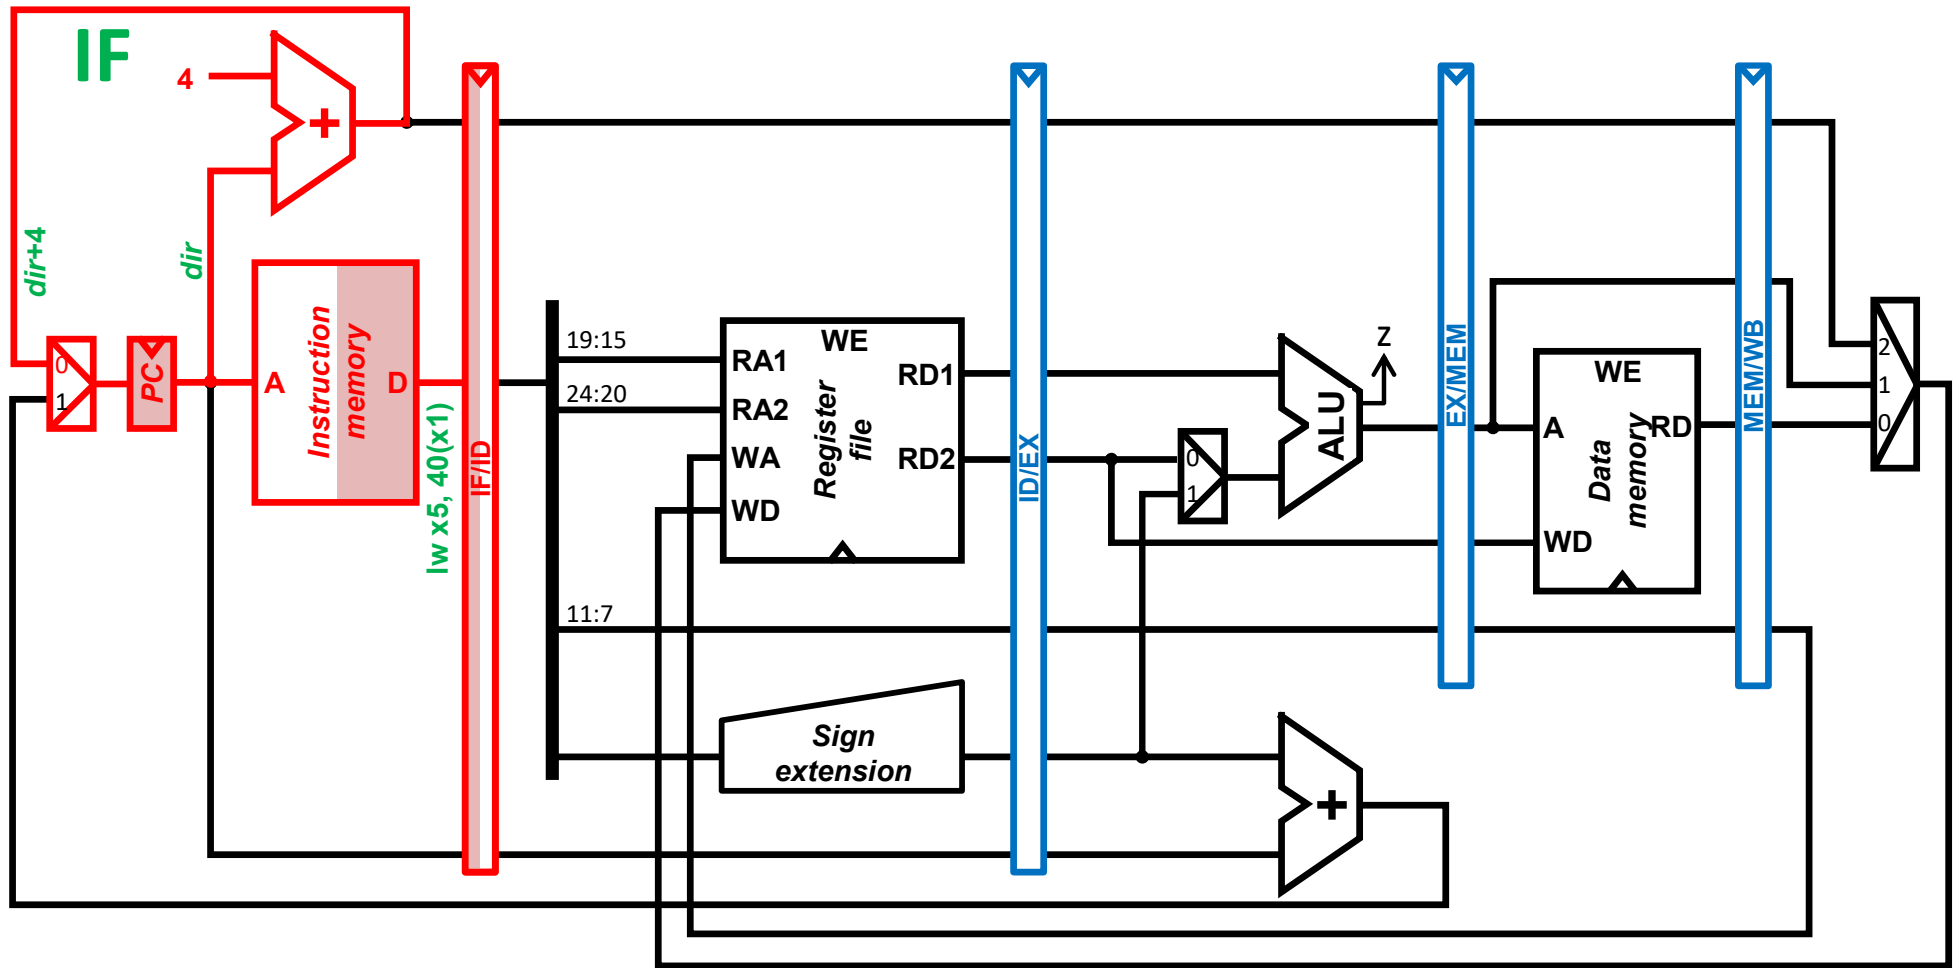 IF
4
+
dir+4
dir
0
1
PC
A
Instruction
memory
D
lw x5, 40(x1)
IF/ID
19:15
24:20
11:7
RA1
RA2
WA
WD
WE
Register
file
RD1
RD2
Sign
extension
ID/EX
0
1
ALU
Z
+
EX/MEM
A
WD
WE
Data
memory
RD
MEM/WB
2
1
0